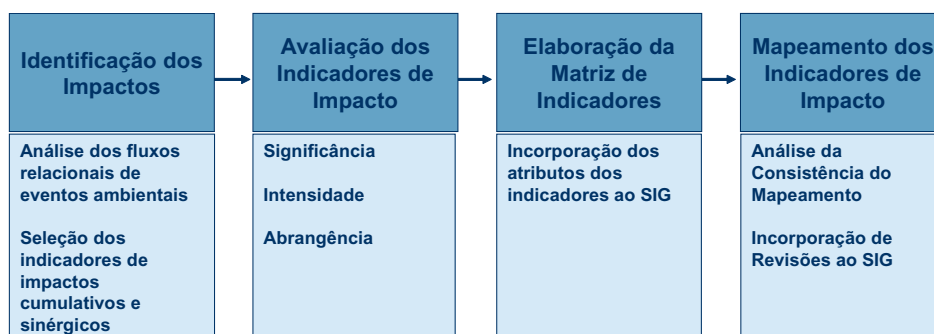 Identificação dos
Impactos
Análise dos fluxos
relacionais de
eventos ambientais
Seleção dos
indicadores de
impactos
cumulativos e
sinérgicos
Avaliação dos
Indicadores de
Impacto
Significância
Intensidade
Abrangência
Elaboração da
Matriz de
Indicadores
Incorporação dos
atributos dos
indicadores ao SIG
Mapeamento dos
Indicadores de
Impacto
Análise da
Consistência do
Mapeamento
Incorporação de
Revisões ao SIG